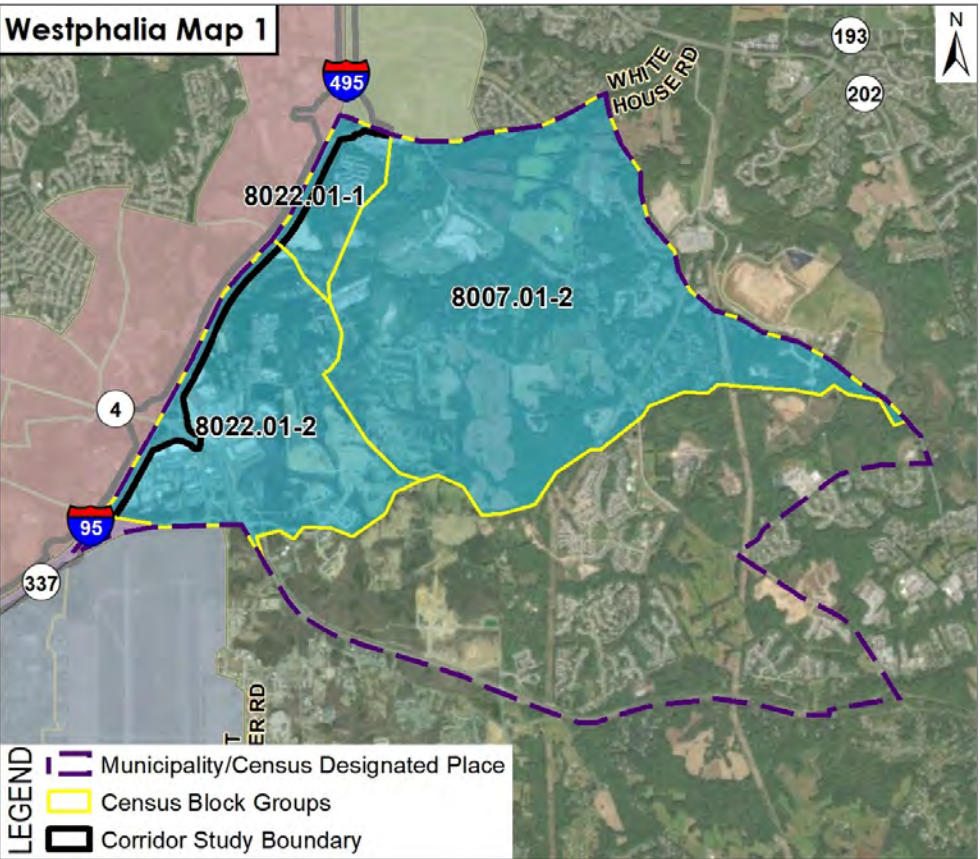 Westphalia Map 1
N
193
202
WHITE
HOUSE RD
495
8022.01-1
8007.01-2
4
8022.01-2
95
337
T
ER RD
LEGEND
Municipality/Census Designated Place
Census Block Groups
Corridor Study Boundary